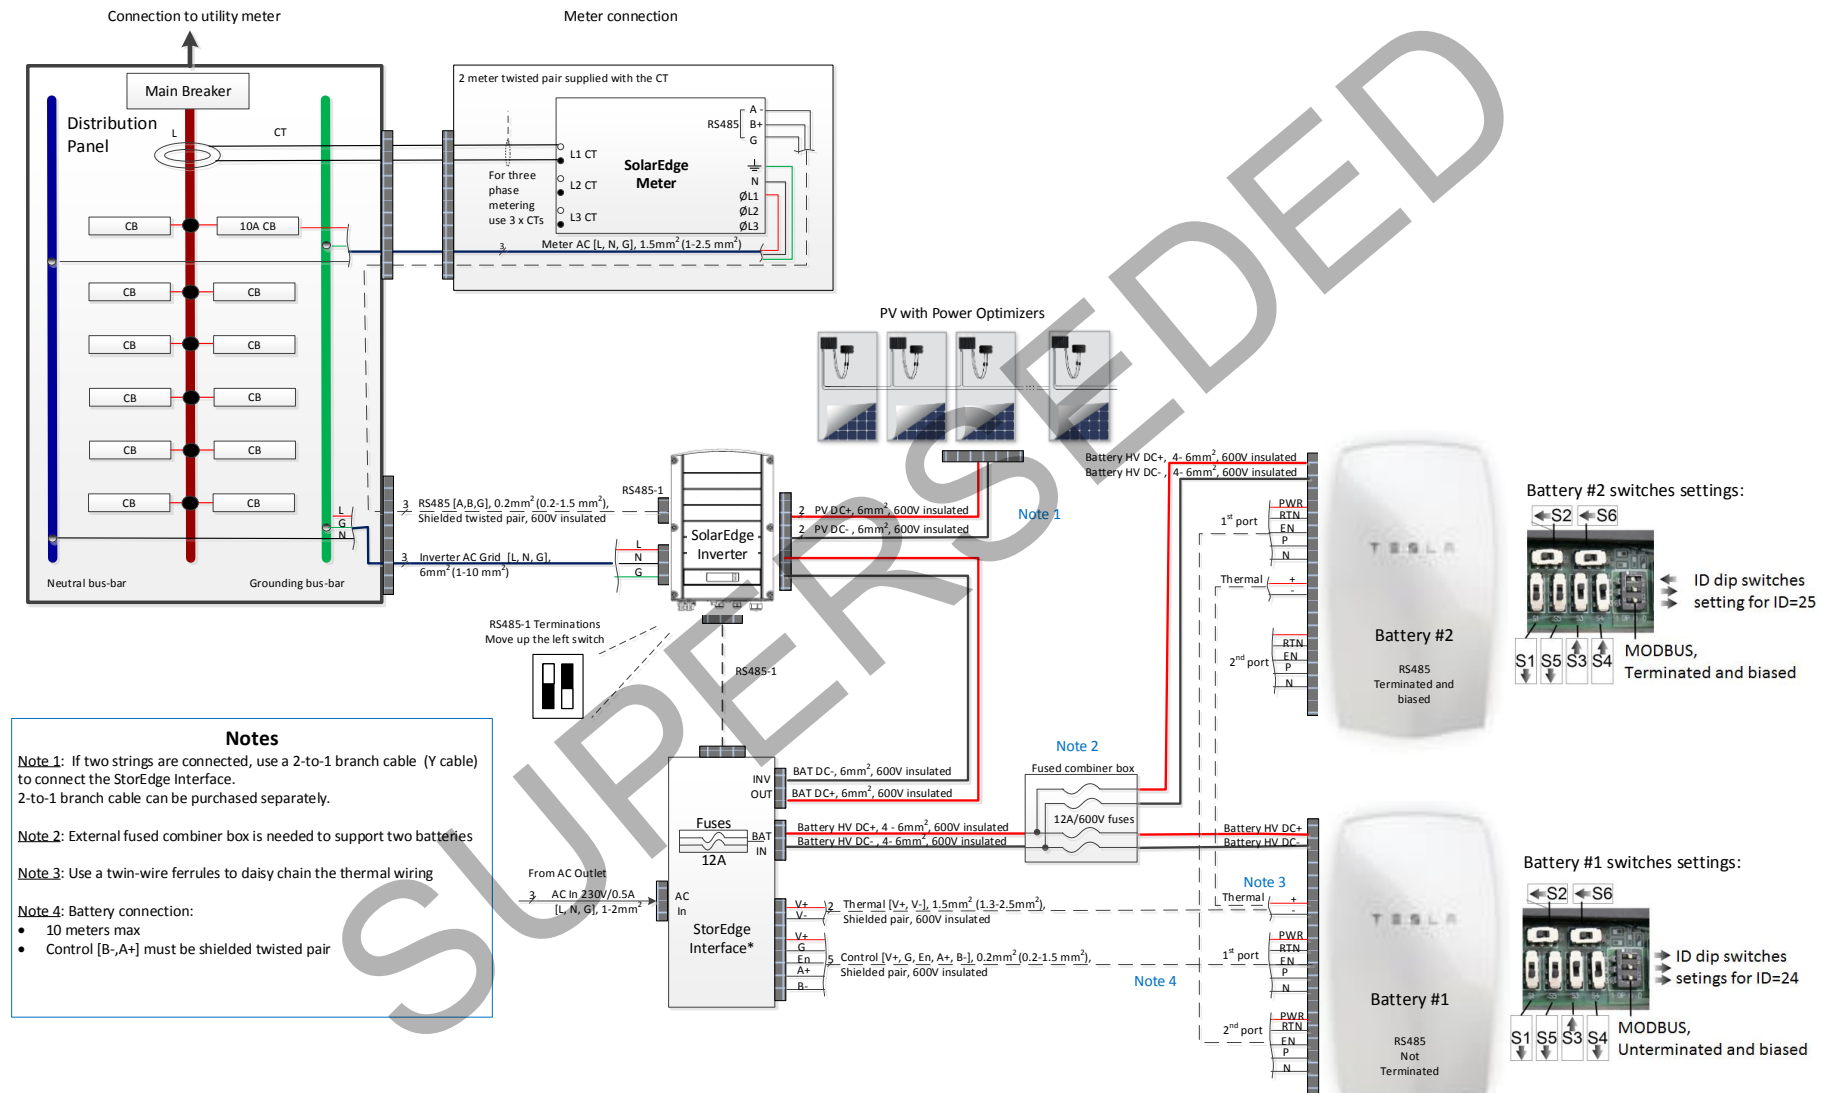 Connection to utility meter
Meter connection
Main Breaker
Distribution
Panel
L
CT
CB
10A CB
CB
CB
CB
CB
CB
CB
CB
CB
CB
CB
L
G
N
Neutral bus-bar
Grounding bus-bar
2 meter twisted pair supplied with the CT
For three
phase
metering
use 3 x CTs
L1 CT
L2 CT
L3 CT
SolarEdge
Meter
RS485
A -
B+
G
N
ØL1
ØL2
ØL3
3
Meter AC [L, N, G], 1.5mm² (1-2.5 mm²)
PV with Power Optimizers
3
RS485 [A,B,G], 0.2mm² (0.2-1.5 mm²),
Shielded twisted pair, 600V insulated
RS485-1
3
Inverter AC Grid [L, N, G],
6mm² (1-10 mm²)
L
N
G
SolarEdge
Inverter
2 PV DC+, 6mm², 600V insulated
2 PV DC-, 6mm², 600V insulated
Note 1
RS485-1 Terminations
Move up the left switch
RS485-1
Notes
Note 1: If two strings are connected, use a 2-to-1 branch cable (Y cable)
to connect the StorEdge Interface.
2-to-1 branch cable can be purchased separately.
Note 2: External fused combiner box is needed to support two batteries
Note 3: Use a twin-wire ferrules to daisy chain the thermal wiring
Note 4: Battery connection:
• 10 meters max
• Control [B-,A+] must be shielded twisted pair
INV
OUT
BAT DC-, 6mm², 600V insulated
BAT DC+, 6mm², 600V insulated
Fuses
12A
BAT
IN
Battery HV DC+, 4 - 6mm², 600V insulated
Battery HV DC- , 4- 6mm², 600V insulated
From AC Outlet
3
AC In 230V/0.5A
[L, N, G], 1-2mm²
AC
In
StorEdge
Interface*
V+
V-
2
Thermal [V+, V-], 1.5mm² (1.3-2.5mm²),
Shielded pair, 600V insulated
V+
G
En
A+
B-
5
Control [V+, G, En, A+, B-], 0.2mm² (0.2-1.5 mm²),
Shielded pair, 600V insulated
Note 4
Note 2
Fused combiner box
12A/600V fuses
Battery HV DC+, 4- 6mm², 600V insulated
Battery HV DC- , 4- 6mm², 600V insulated
1st port
PWR
RTN
EN
P
N
Thermal
+
-
2nd port
RTN
EN
P
N
TESLA
Battery #2
RS485
Terminated and
biased
Battery #2 switches settings:
S2
S6
ID dip switches
setting for ID=25
S1
S5
S3
S4
MODBUS,
Terminated and biased
Battery HV DC+
Battery HV DC-
Note 3
Thermal
+
-
1st port
PWR
RTN
EN
P
N
2nd port
PWR
RTN
EN
P
N
TESLA
Battery #1
RS485
Not
Terminated
Battery #1 switches settings:
S2
S6
ID dip switches
setings for ID=24
S1
S5
S3
S4
MODBUS,
Unterminated and biased
SUPERSEDED